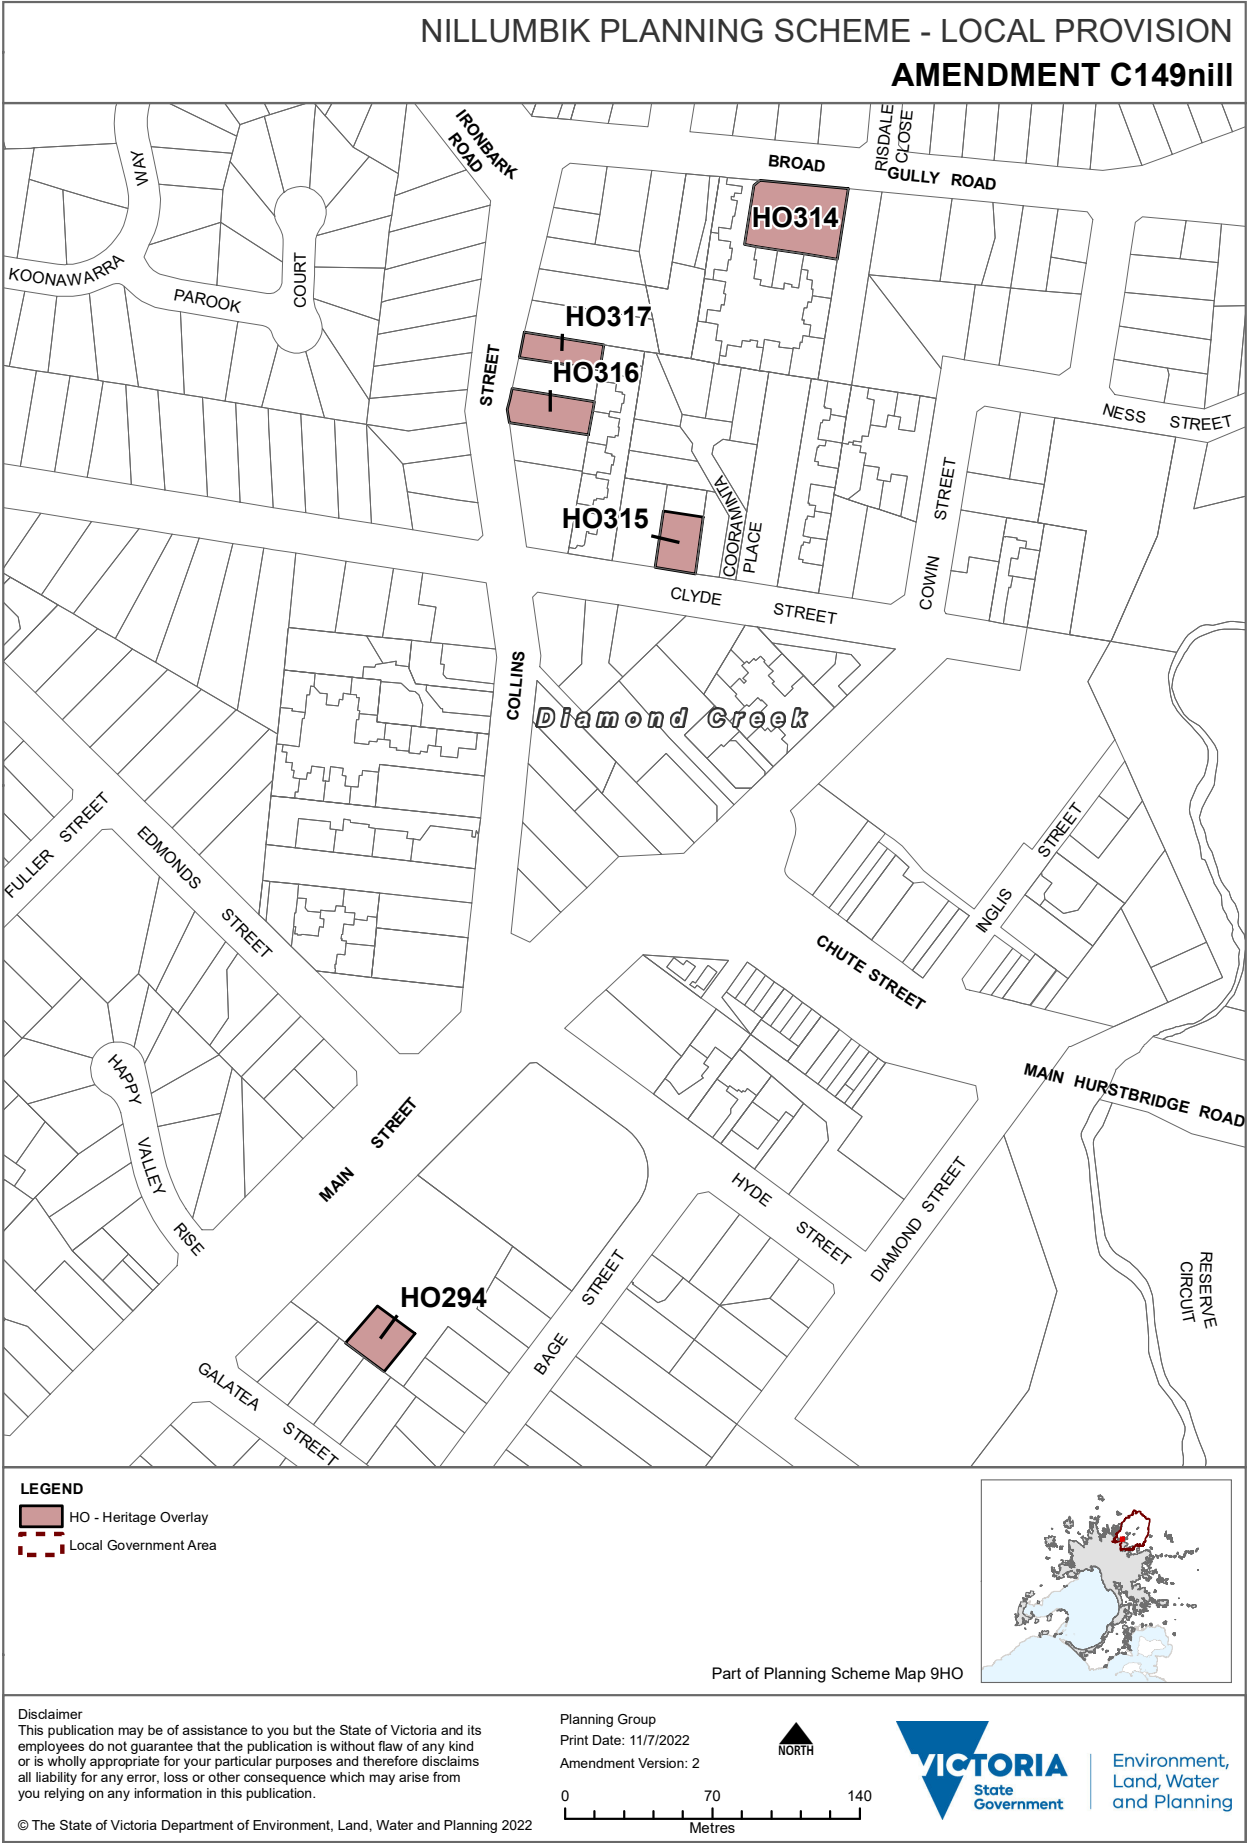 NILLUMBIK PLANNING SCHEME - LOCAL PROVISION
AMENDMENT C149nill
IRONBARK
ROAD
BROAD
GULLY ROAD
RISDALE
CLOSE
WAY
KOONAWARRA
PAROOK
COURT
HO314
HO317
HO316
STREET
NESS STREET
HO315
COORAMINTA
PLACE
COWIN STREET
CLYDE STREET
COLLINS
Diamond Creek
FULLER STREET
EDMONDS
STREET
INGLIS STREET
CHUTE STREET
HAPPY
VALLEY
RISE
MAIN STREET
MAIN HURSTBRIDGE ROAD
HYDE
STREET
DIAMOND STREET
RESERVE
CIRCUIT
BAGE STREET
HO294
GALATEA
STREET
LEGEND
HO - Heritage Overlay
Local Government Area
Part of Planning Scheme Map 9HO
Disclaimer
This publication may be of assistance to you but the State of Victoria and its
employees do not guarantee that the publication is without flaw of any kind
or is wholly appropriate for your particular purposes and therefore disclaims
all liability for any error, loss or other consequence which may arise from
you relying on any information in this publication.
© The State of Victoria Department of Environment, Land, Water and Planning 2022
Planning Group
Print Date: 11/7/2022
Amendment Version: 2
0 70 140
Metres
NORTH
VICTORIA
State
Government
Environment,
Land, Water
and Planning